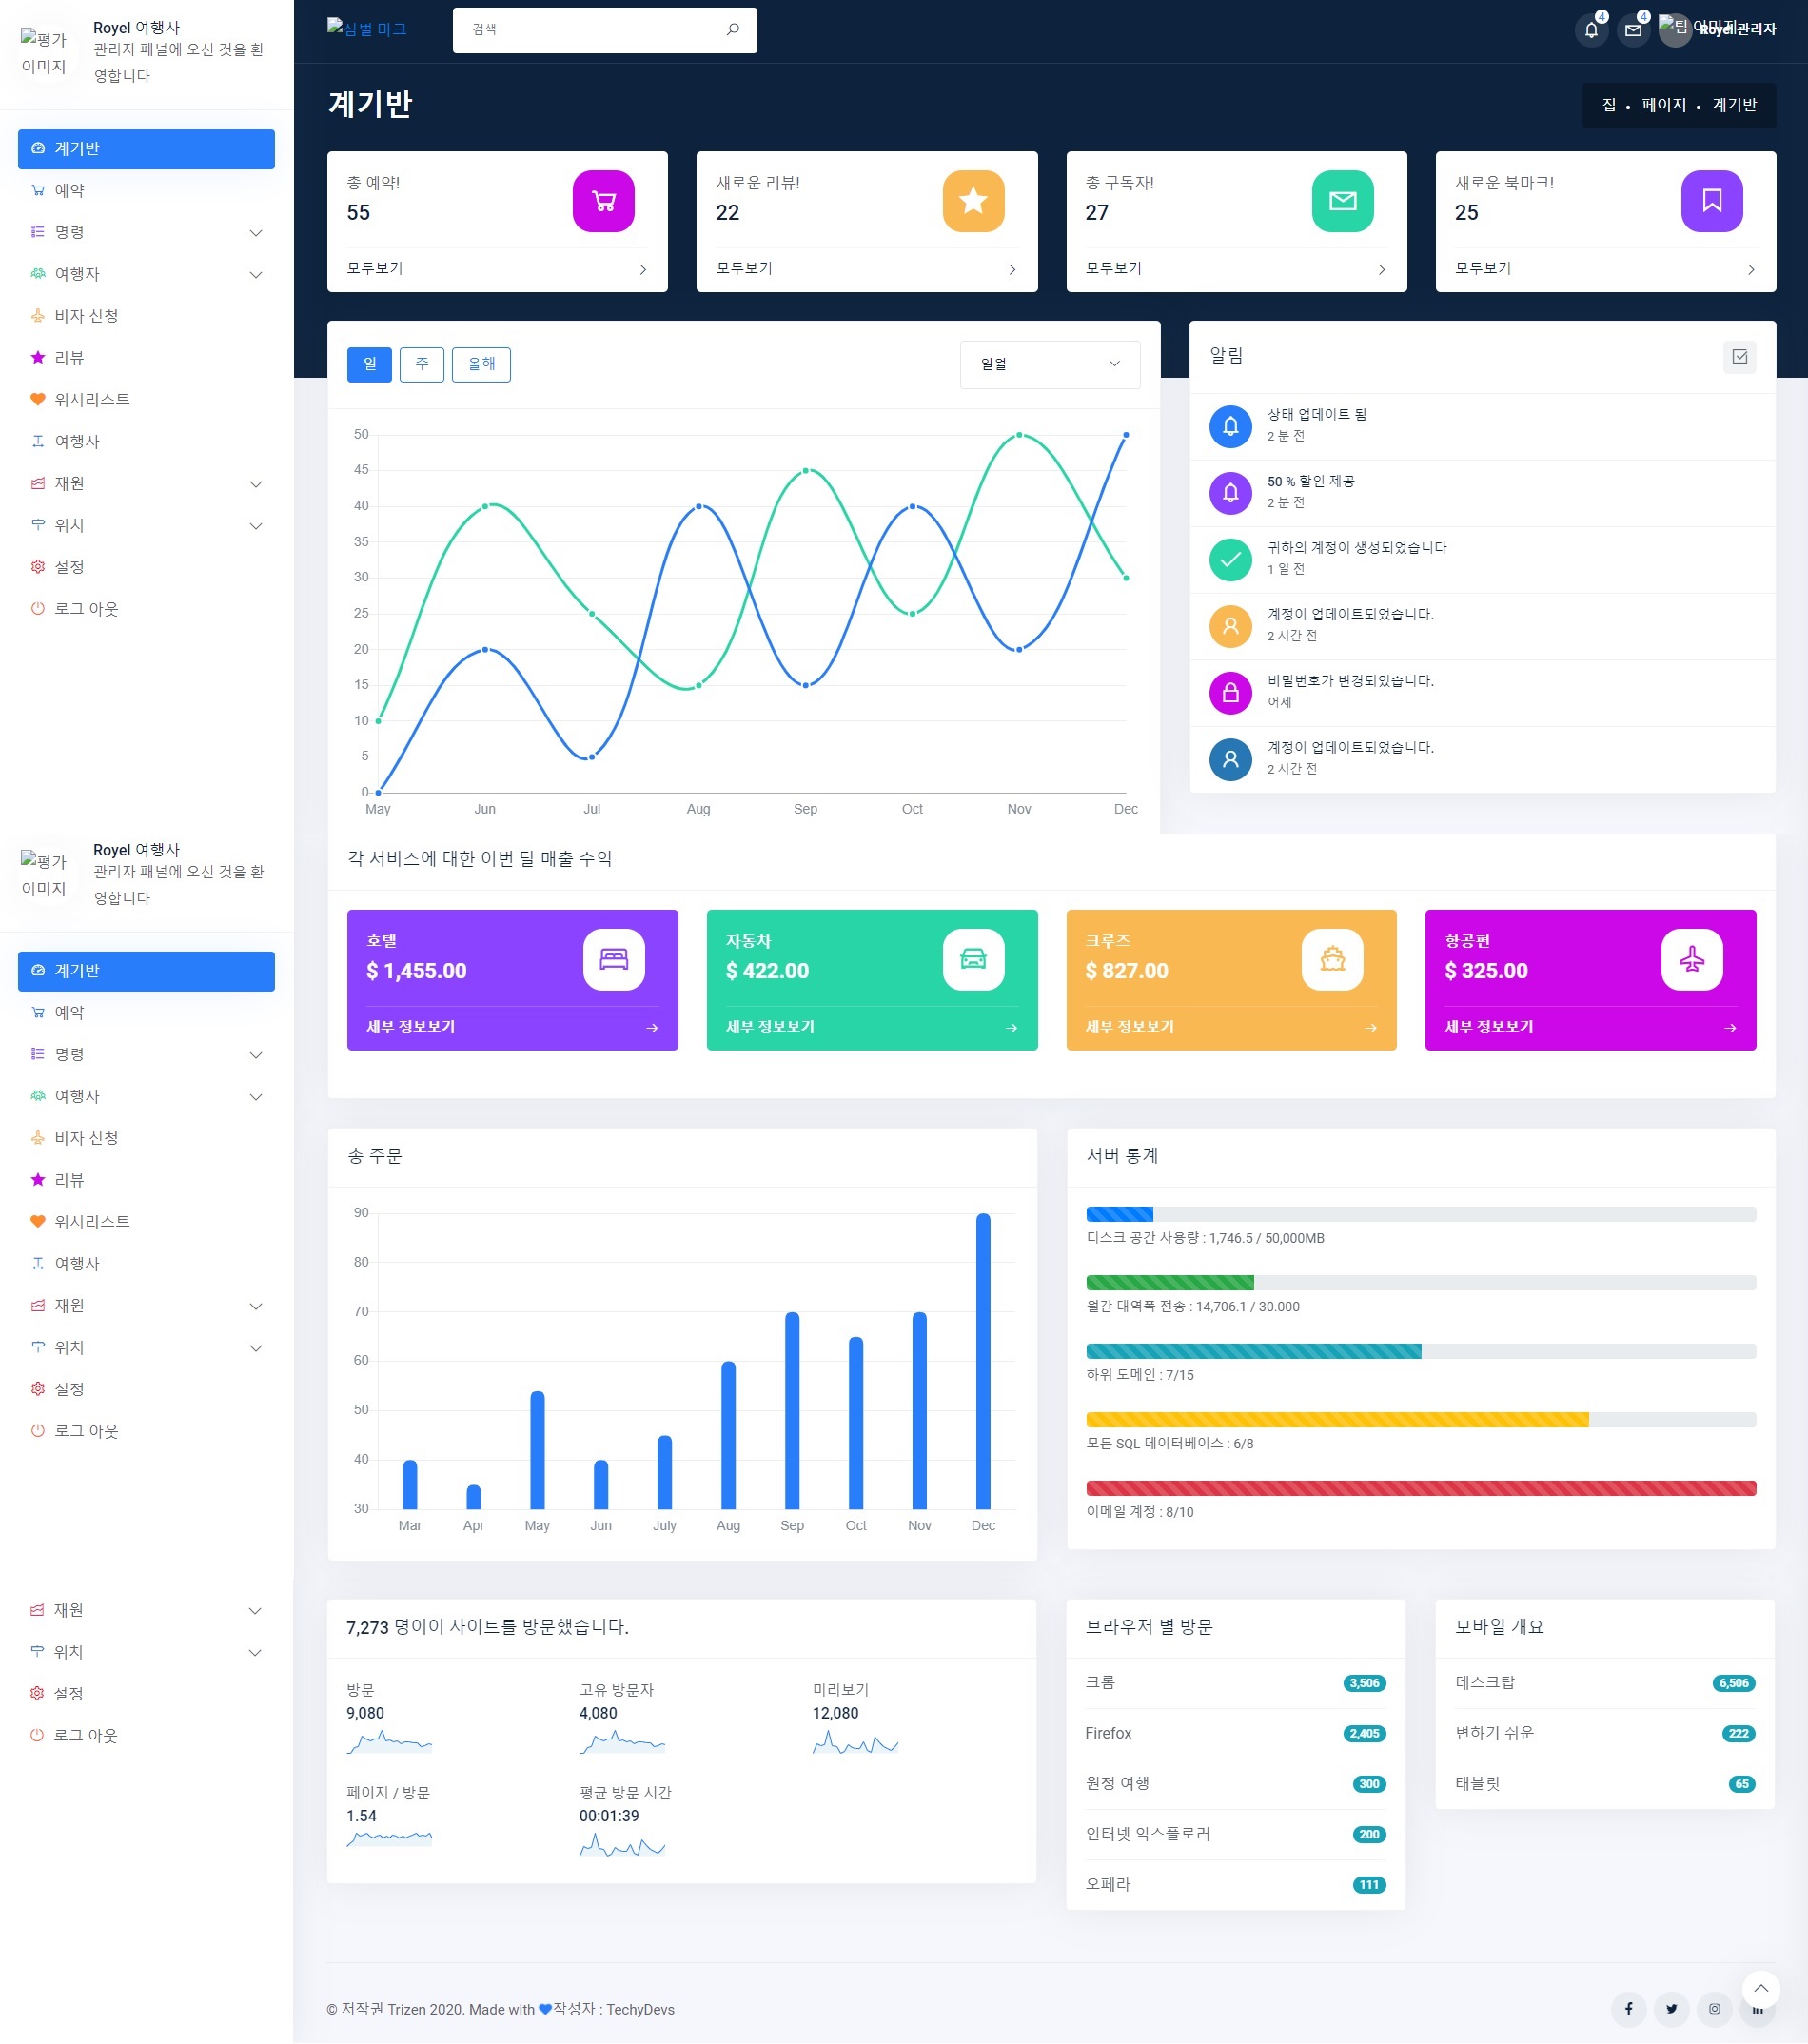 평가
이미지
Royel 여행사
관리자 패널에 오신 것을 환
영합니다
계기반
예약
명령
여행자
비자 신청
리뷰
위시리스트
여행사
재원
위치
설정
로그 아웃
심벌 마크
검색
4
4
팀 이미지
Royel 관리자
계기반
집 • 페이지 • 계기반
총 예약!
55
모두보기
새로운 리뷰!
22
모두보기
총 구독자!
27
모두보기
새로운 북마크!
25
모두보기
일
주
올해
일월
50
45
40
35
30
25
20
15
10
5
0
May Jun Jul Aug Sep Oct Nov Dec
알림
상태 업데이트 됨
2 분 전
50 % 할인 제공
2 분 전
귀하의 계정이 생성되었습니다
1 일 전
계정이 업데이트되었습니다.
2 시간 전
비밀번호가 변경되었습니다.
어제
계정이 업데이트되었습니다.
2 시간 전
평가
이미지
Royel 여행사
관리자 패널에 오신 것을 환
영합니다
계기반
예약
명령
여행자
비자 신청
리뷰
위시리스트
여행사
재원
위치
설정
로그 아웃
각 서비스에 대한 이번 달 매출 수익
호텔
$ 1,455.00
세부 정보보기
자동차
$ 422.00
세부 정보보기
크루즈
$ 827.00
세부 정보보기
항공편
$ 325.00
세부 정보보기
총 주문
90
80
70
60
50
40
30
Mar Apr May Jun July Aug Sep Oct Nov Dec
서버 통계
디스크 공간 사용량 : 1,746.5 / 50,000MB
월간 대역폭 전송 : 14,706.1 / 30.000
하위 도메인 : 7/15
모든 SQL 데이터베이스 : 6/8
이메일 계정 : 8/10
재원
위치
설정
로그 아웃
7,273 명이이 사이트를 방문했습니다.
방문
9,080
고유 방문자
4,080
미리보기
12,080
페이지 / 방문
1.54
평균 방문 시간
00:01:39
브라우저 별 방문
크롬 3,506
Firefox 2,405
원정 여행 300
인터넷 익스플로러 200
오페라 111
모바일 개요
데스크탑 6,506
변하기 쉬운 222
태블릿 65
© 저작권 Trizen 2020. Made with 작성자 : TechyDevs